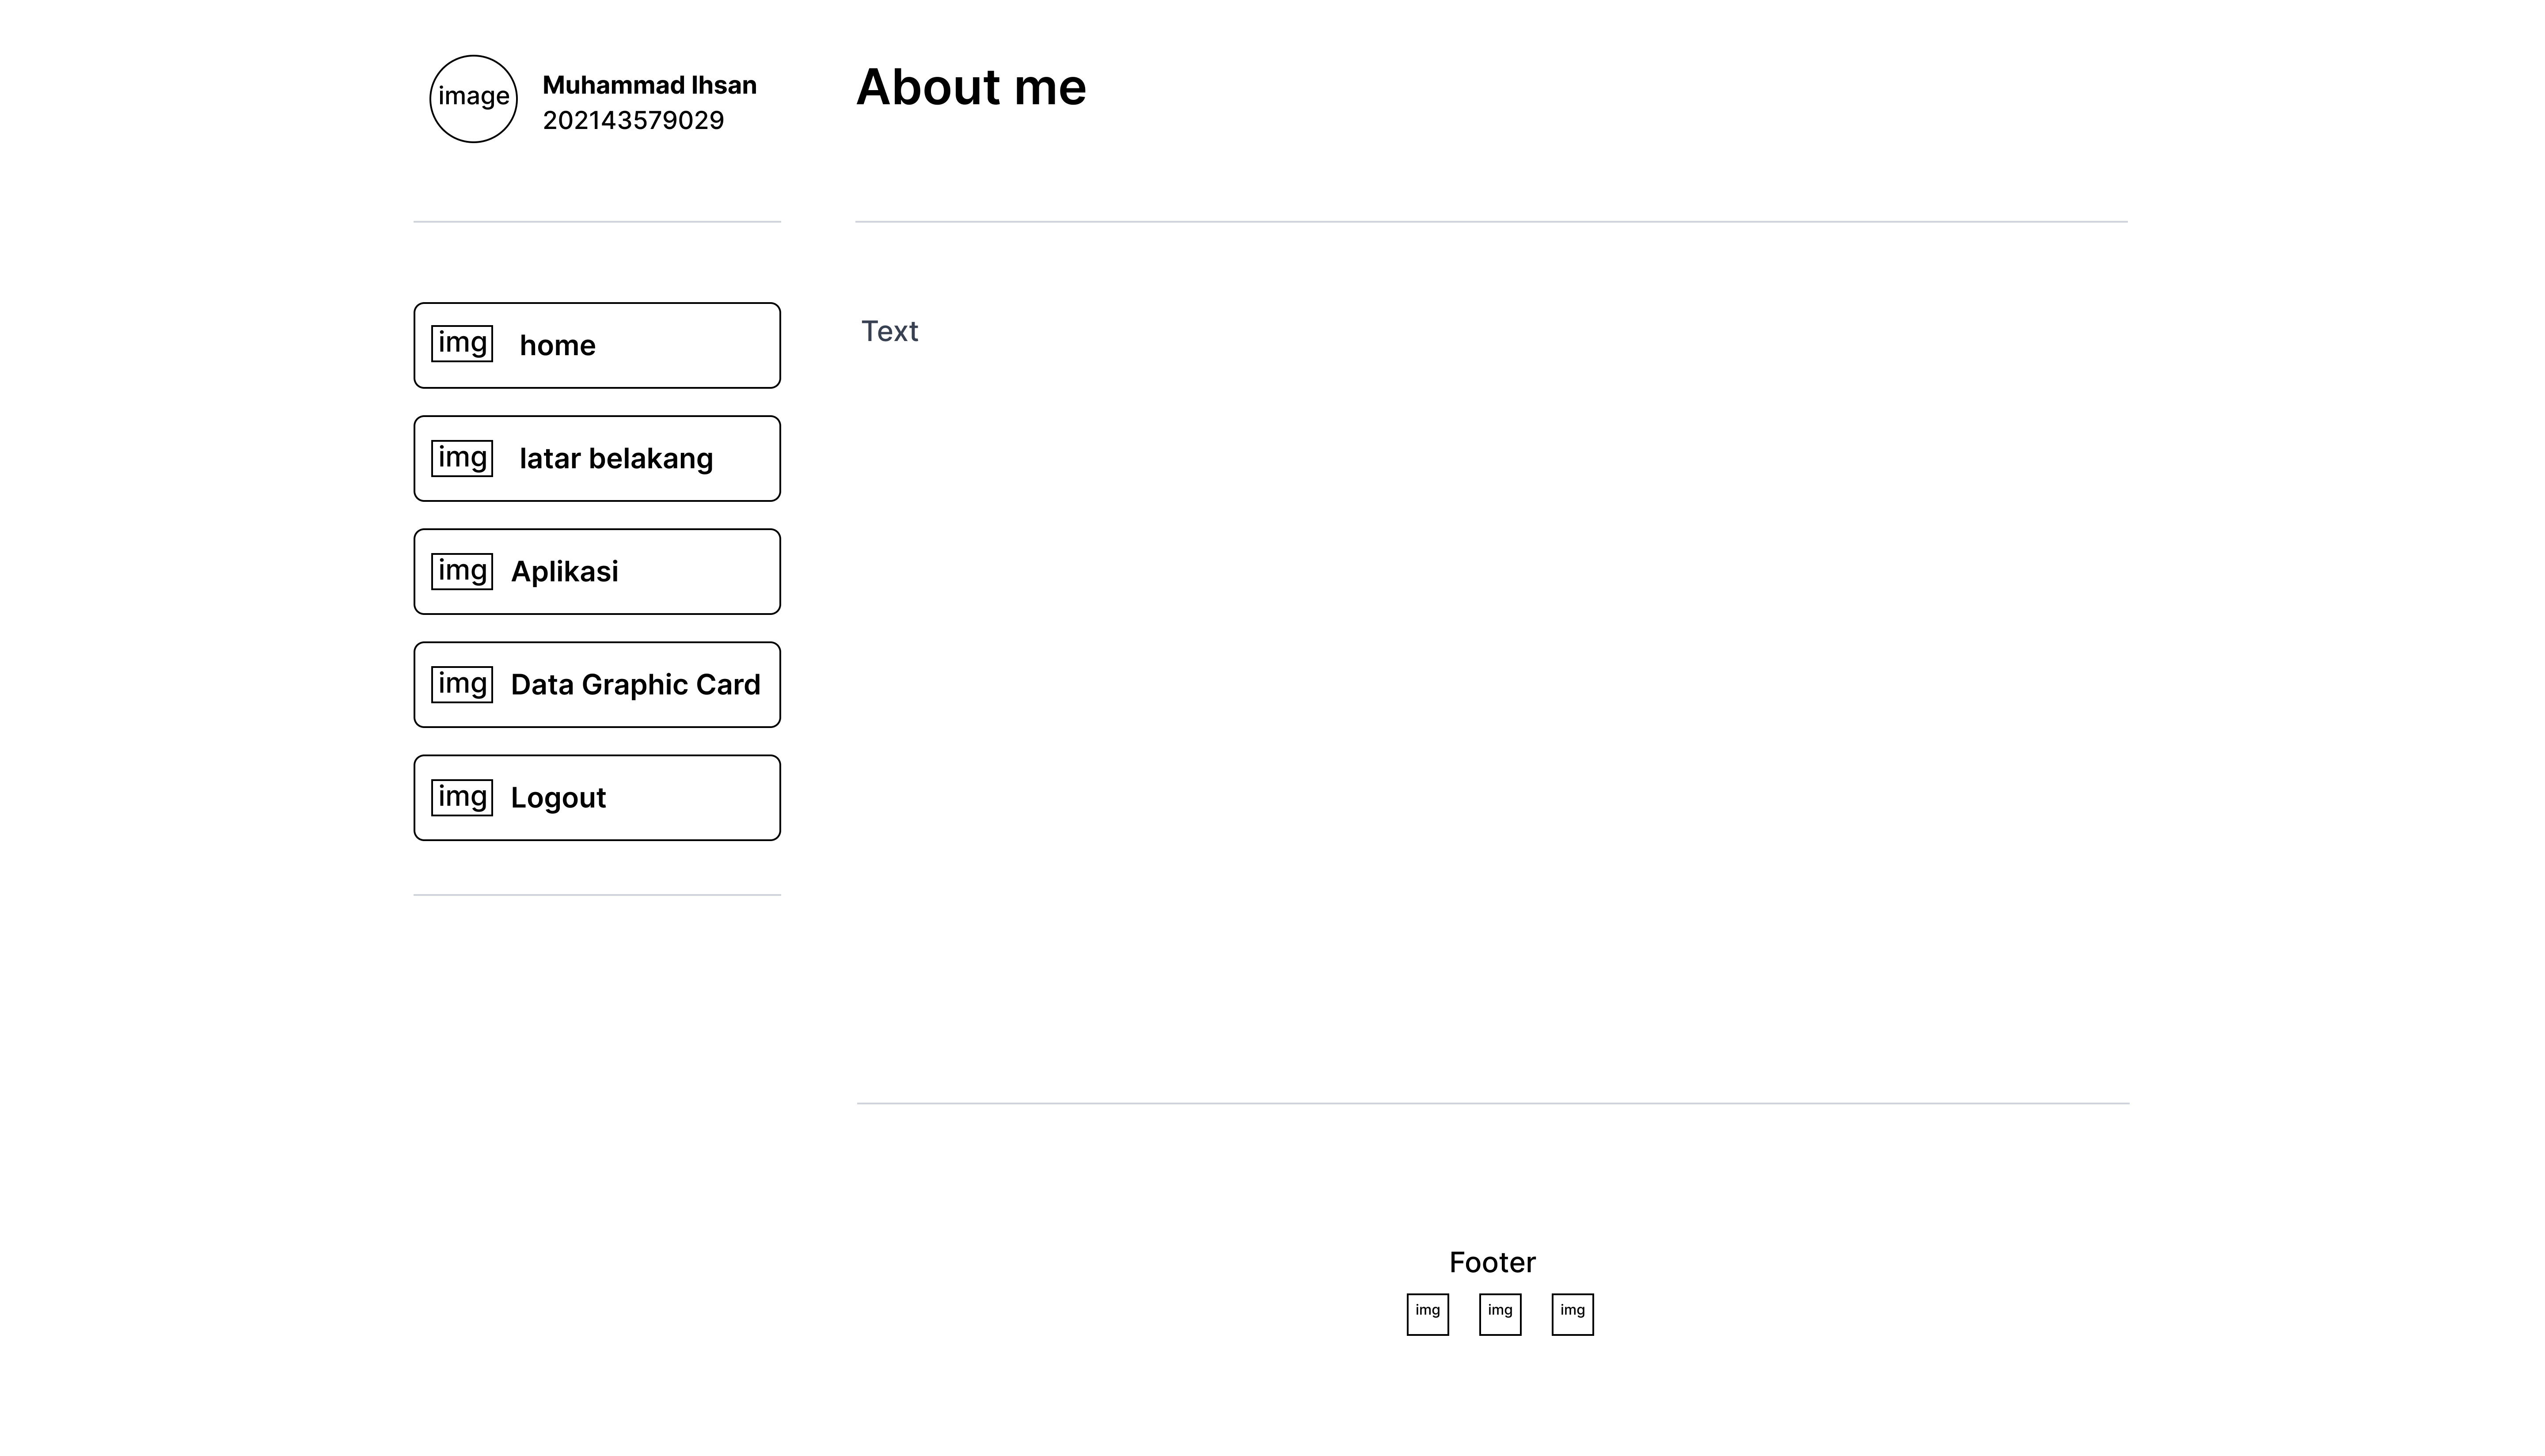 image
Muhammad Ihsan
202143579029
About me
img home
img latar belakang
img Aplikasi
img Data Graphic Card
img Logout
Text
Footer
img img img